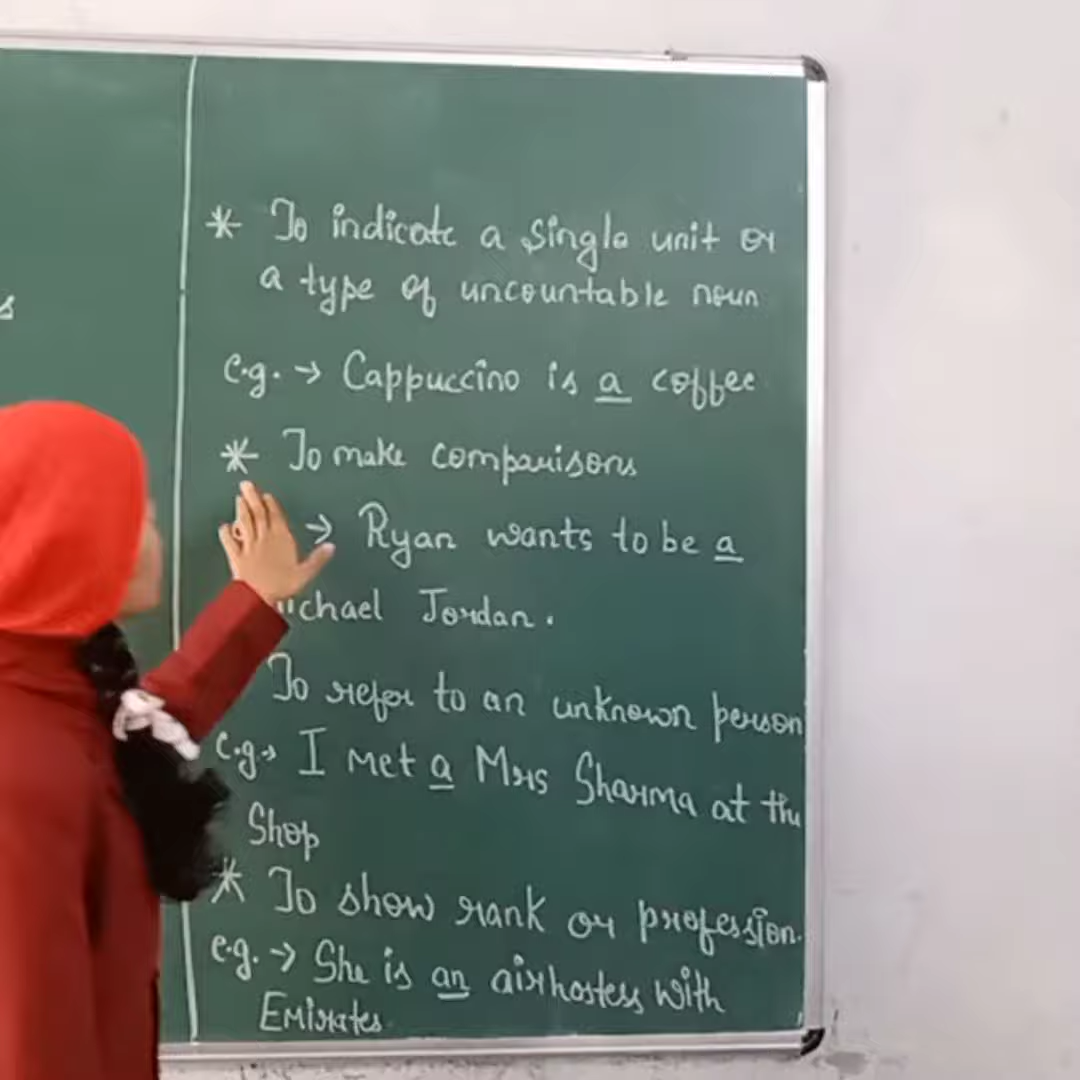 s
* To indicate a single unit or
a type of uncountable noun
e.g. → Cappuccino is a coffee
* To make comparisons
→ Ryan wants to be a
Michael Jordan.
To refer to an unknown person
e.g→ I met a Mrs Sharma at the
Shop
* To show rank or profession.
e.g. → She is an airhostess with
Emirates.